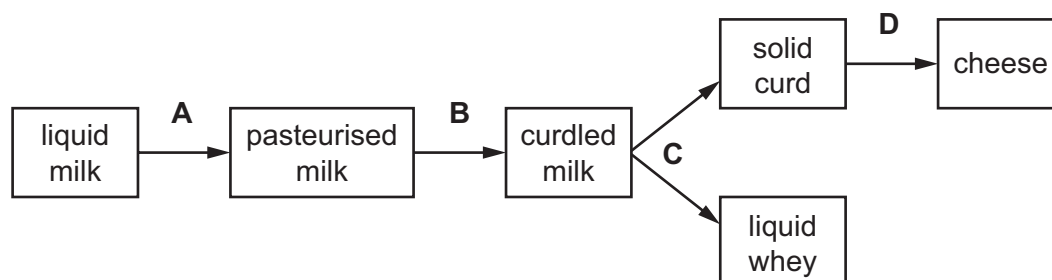 liquid
milk
A
pasteurised
milk
B
curdled
milk
C
solid
curd
D
cheese
liquid
whey